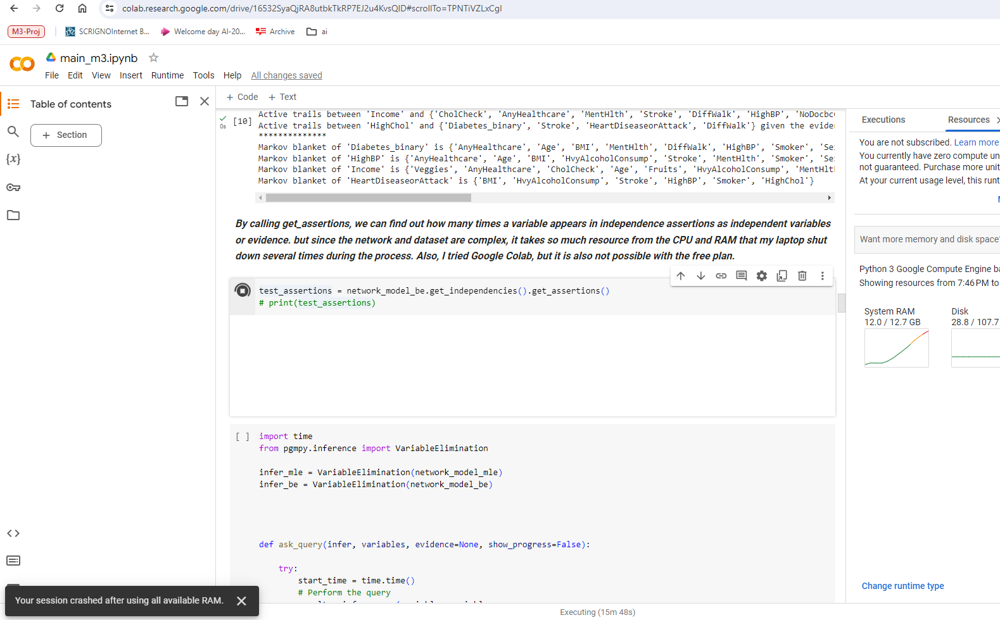 colab.research.google.com/drive/16532SyaQjRA8utbkTkRP7EJ2u4KvsQlD#scrollTo=TPNTiVZLxCgI
M3-Proj SCRIGNOInternet B... Welcome day AI-20... Archive ai
main_m3.ipynb
File Edit View Insert Runtime Tools Help All changes saved
Table of contents
+ Section
+ Code + Text
[10] Active trails between 'Income' and {'CholCheck', 'AnyHealthcare', 'MentHlth', 'Stroke', 'DiffWalk', 'HighBP', 'NoDocbc
0s Active trails between 'HighChol' and {'Diabetes_binary', 'Stroke', 'HeartDiseaseorAttack', 'DiffWalk'} given the evide
**************
Markov blanket of 'Diabetes_binary' is {'AnyHealthcare', 'Age', 'BMI', 'MentHlth', 'DiffWalk', 'HighBP', 'Smoker', 'Se
Markov blanket of 'HighBP' is {'AnyHealthcare', 'Age', 'BMI', 'HvyAlcoholConsump', 'Stroke', 'MentHlth', 'Smoker', 'Se
Markov blanket of 'Income' is {'Veggies', 'AnyHealthcare', 'CholCheck', 'Age', 'Fruits', 'HvyAlcoholConsump', 'MentHlt
Markov blanket of 'HeartDiseaseorAttack' is {'BMI', 'HvyAlcoholConsump', 'Stroke', 'HighBP', 'Smoker', 'HighChol'}
By calling get_assertions, we can find out how many times a variable appears in independence assertions as independent variables
or evidence. but since the network and dataset are complex, it takes so much resource from the CPU and RAM that my laptop shut
down several times during the process. Also, I tried Google Colab, but it is also not possible with the free plan.
test_assertions = network_model_be.get_independencies().get_assertions()
# print(test_assertions)
[ ] import time
from pgmpy.inference import VariableElimination
infer_mle = VariableElimination(network_model_mle)
infer_be = VariableElimination(network_model_be)
def ask_query(infer, variables, evidence=None, show_progress=False):
try:
start_time = time.time()
# Perform the query
Executions Resources
You are not subscribed. Learn more
You currently have zero compute un
not guaranteed. Purchase more unit
At your current usage level, this runt
Want more memory and disk space
Python 3 Google Compute Engine ba
Showing resources from 7:46 PM to
System RAM
12.0 / 12.7 GB
Disk
28.8 / 107.7
Change runtime type
Your session crashed after using all available RAM.
Executing (15m 48s)